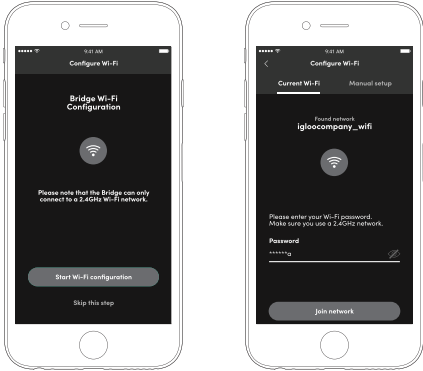 9:41 AM
Configure Wi-Fi
Bridge Wi-Fi
Configuration
Please note that the Bridge can only
connect to a 2.4GHz Wi-Fi network.
Start Wi-Fi configuration
Skip this step
9:41 AM
Configure Wi-Fi
Current Wi-Fi
Manual setup
Found network
igloocompany_wifi
Please enter your Wi-Fi password.
Make sure you use a 2.4GHz network.
Password
******a
Join network